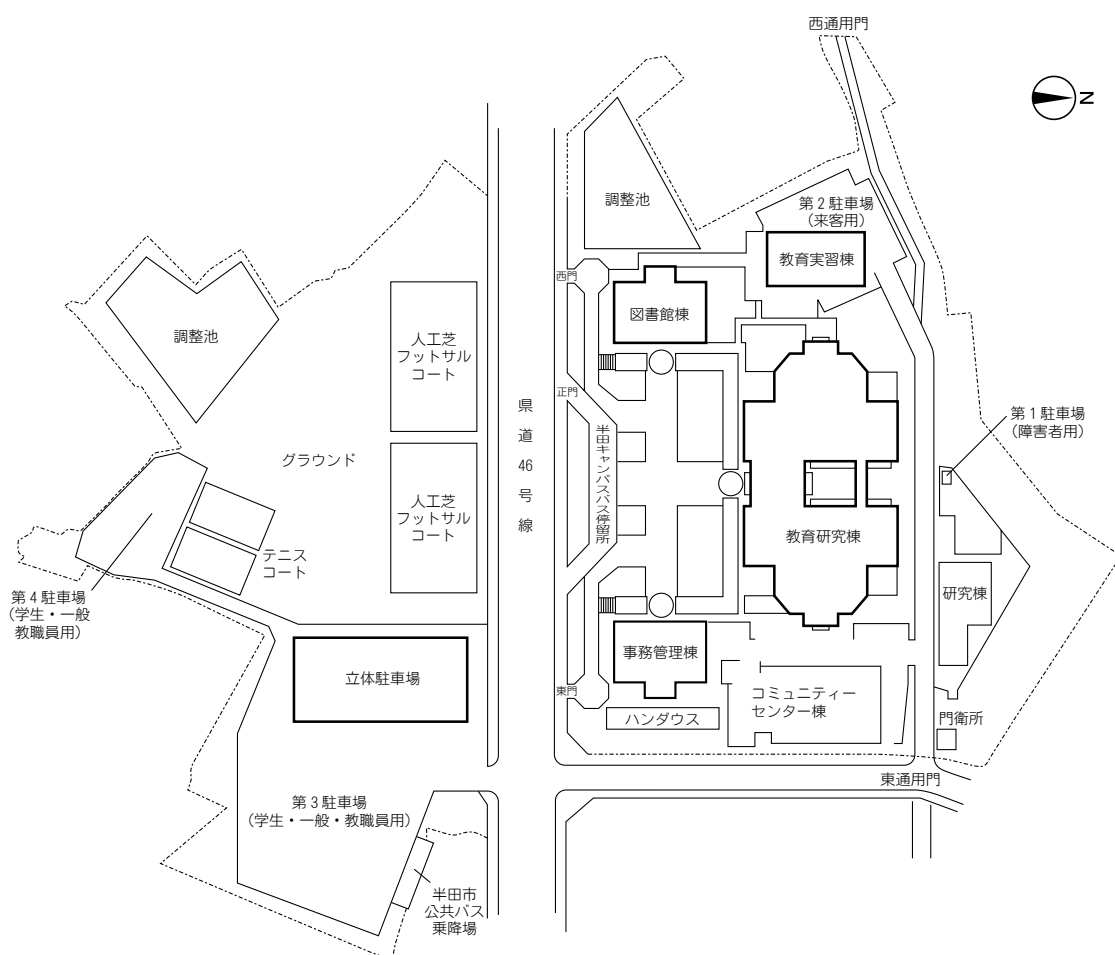 西通用門
N
調整池
第２駐車場
（来客用）
教育実習棟
西門
図書館棟
調整池
人工芝
フットサル
コート
正門
県道46号線
半田キャンパスバス停留所
第１駐車場
（障害者用）
グラウンド
人工芝
フットサル
コート
教育研究棟
テニス
コート
研究棟
第４駐車場
（学生・一般
教職員用）
立体駐車場
事務管理棟
東門
コミュニティー
センター棟
ハンダウス
門衛所
東通用門
第３駐車場
（学生・一般・教職員用）
半田市
公共バス
乗降場